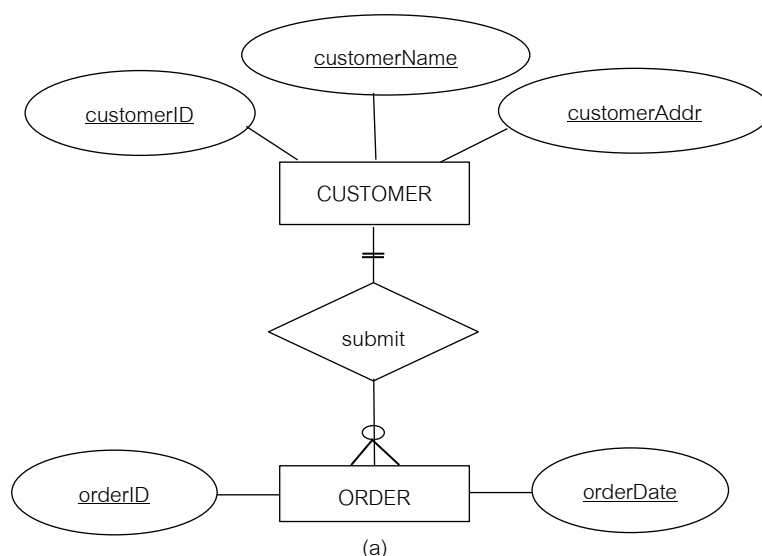 customerName
customerID
customerAddr
CUSTOMER
submit
orderID
ORDER
orderDate
(a)